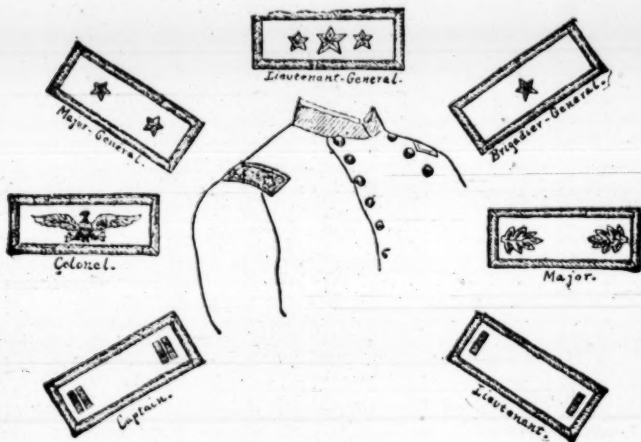 Lieutenant-General.
Major-General.
Brigadier-General.
Colonel.
Major.
Captain.
Lieutenant.